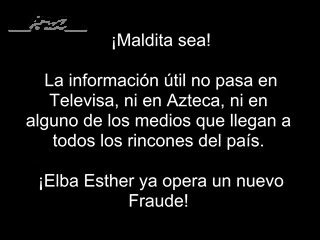 ¡Maldita sea!
La información útil no pasa en
Televisa, ni en Azteca, ni en
alguno de los medios que llegan a
todos los rincones del país.
¡Elba Esther ya opera un nuevo
Fraude!